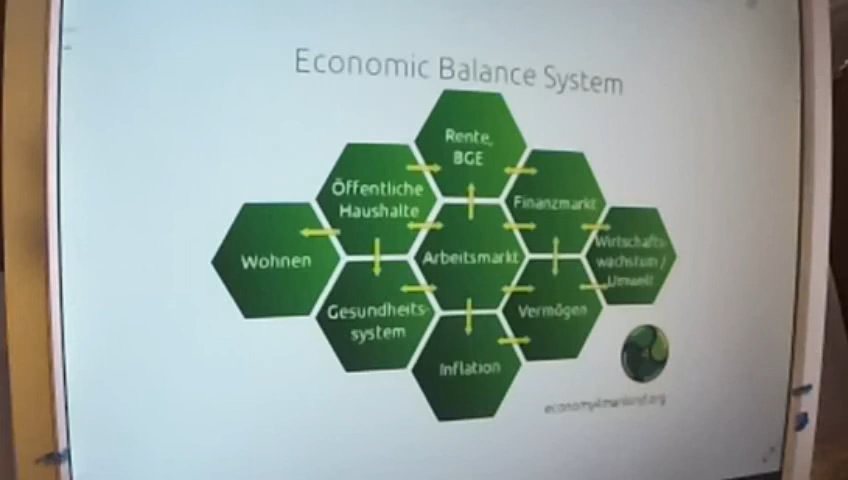 Economic Balance System
Rente,
BGE
Öffentliche
Haushalte
Finanzmarkt
Wohnen
Arbeitsmarkt
Wirtschafts-
wachstum /
Umwelt
Gesundheits-
system
Vermögen
Inflation
economy4mankind.org